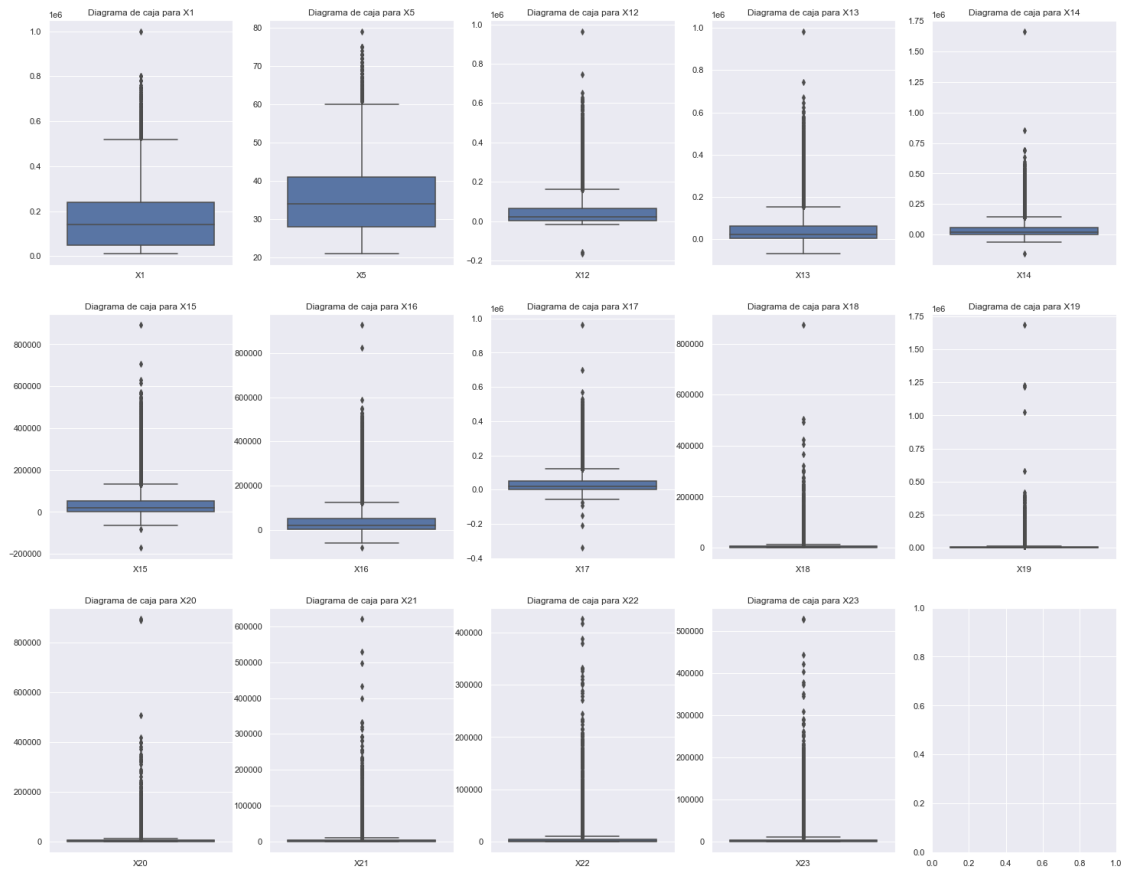 Diagrama de caja para X1
1e6
1.0
0.8
0.6
0.4
0.2
0.0
X1
Diagrama de caja para X5
80
70
60
50
40
30
20
X5
Diagrama de caja para X12
1e6
1.0
0.8
0.6
0.4
0.2
0.0
−0.2
X12
Diagrama de caja para X13
1e6
1.0
0.8
0.6
0.4
0.2
0.0
X13
Diagrama de caja para X14
1e6
1.75
1.50
1.25
1.00
0.75
0.50
0.25
0.00
X14
Diagrama de caja para X15
800000
600000
400000
200000
0
−200000
X15
Diagrama de caja para X16
800000
600000
400000
200000
0
X16
Diagrama de caja para X17
1e6
1.0
0.8
0.6
0.4
0.2
0.0
−0.2
−0.4
X17
Diagrama de caja para X18
800000
600000
400000
200000
0
X18
Diagrama de caja para X19
1e6
1.75
1.50
1.25
1.00
0.75
0.50
0.25
0.00
X19
Diagrama de caja para X20
800000
600000
400000
200000
0
X20
Diagrama de caja para X21
600000
500000
400000
300000
200000
100000
0
X21
Diagrama de caja para X22
400000
300000
200000
100000
0
X22
Diagrama de caja para X23
500000
400000
300000
200000
100000
0
X23
1.0
0.8
0.6
0.4
0.2
0.0
0.0 0.2 0.4 0.6 0.8 1.0